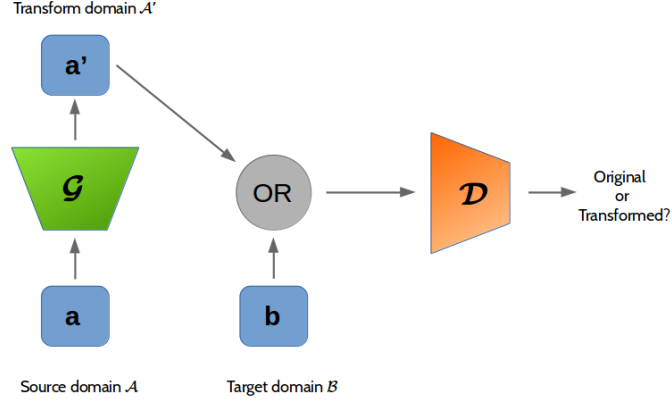 Transform domain 𝒜'
a'
𝒢
OR
𝒟
Original
or
Transformed?
a
b
Source domain 𝒜
Target domain ℬ